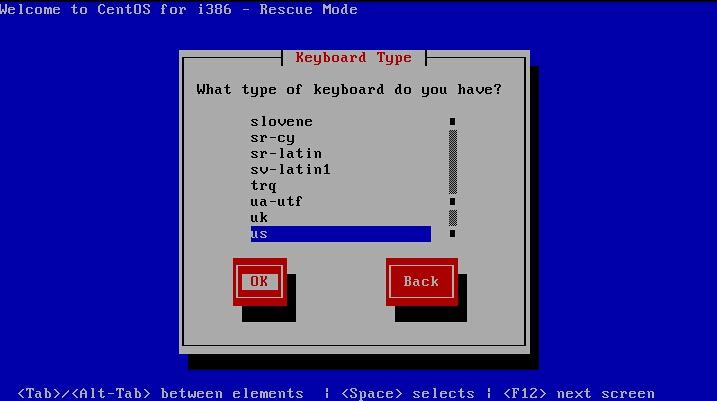 Welcome to CentOS for i386 - Rescue Mode
Keyboard Type
What type of keyboard do you have?
slovene
sr-cy
sr-latin
sv-latin1
trq
ua-utf
uk
us
OK Back
<Tab>/<Alt-Tab> between elements | <Space> selects | <F12> next screen